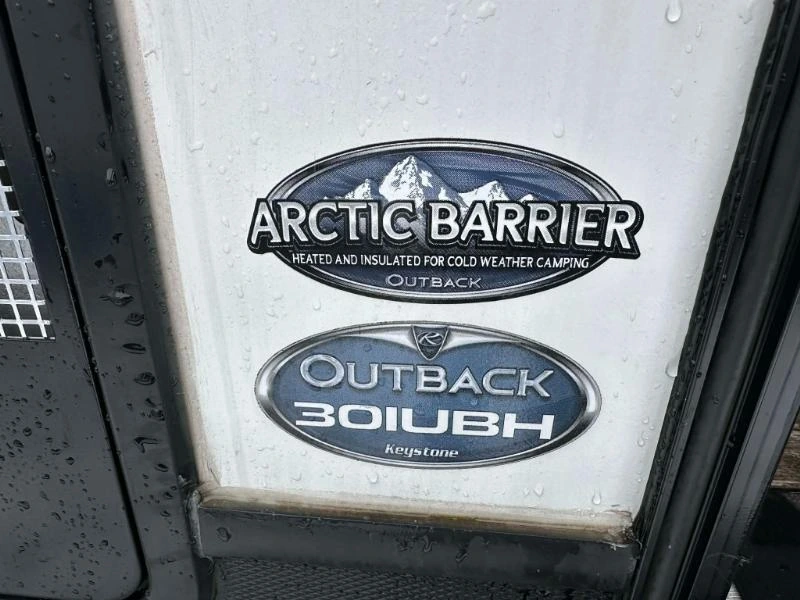 ARCTIC BARRIER
HEATED AND INSULATED FOR COLD WEATHER CAMPING
OUTBACK
K
OUTBACK
301UBH
Keystone